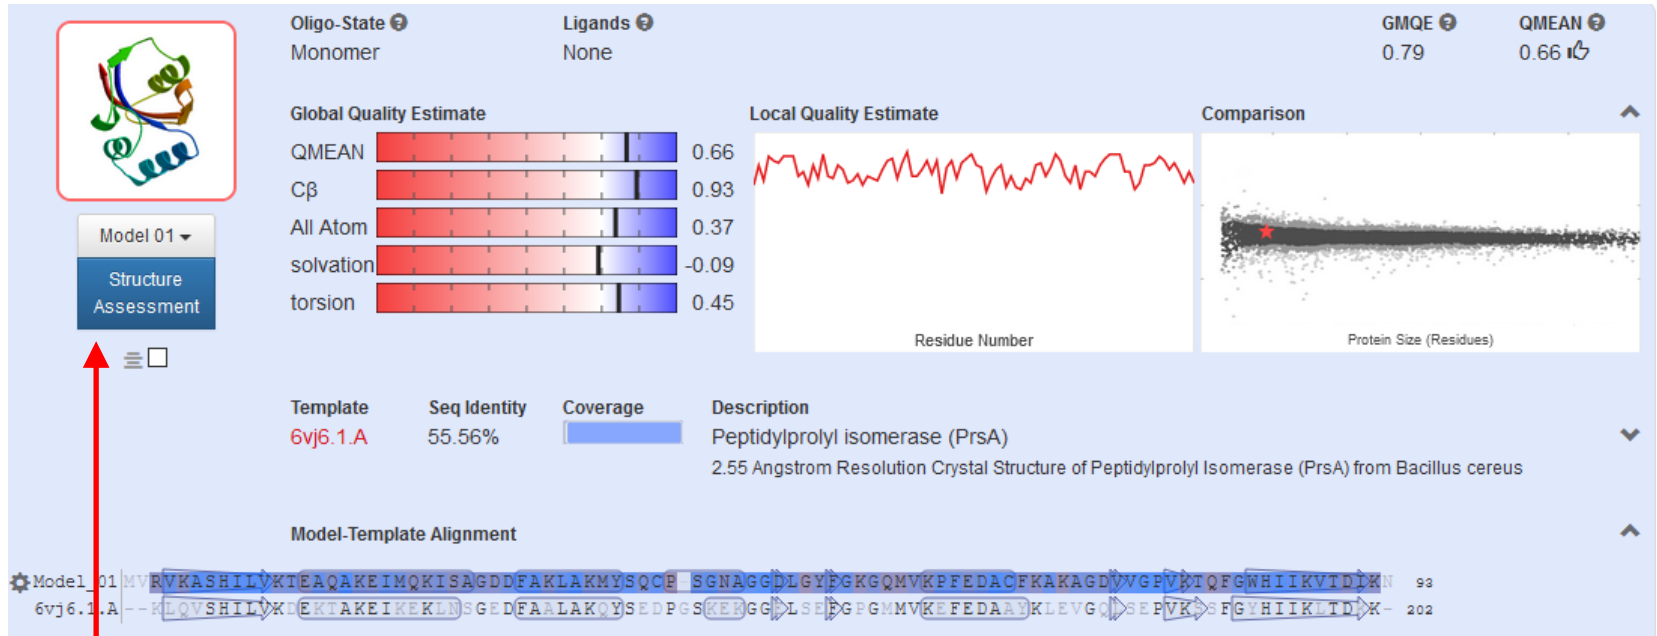 Oligo-State
Monomer
Ligands
None
GMQE
0.79
QMEAN
0.66
Global Quality Estimate
QMEAN 0.66
Cβ 0.93
All Atom 0.37
solvation -0.09
torsion 0.45
Local Quality Estimate
Residue Number
Comparison
Protein Size (Residues)
Model 01
Structure
Assessment
Template
6vj6.1.A
Seq Identity
55.56%
Coverage
Description
Peptidylprolyl isomerase (PrsA)
2.55 Angstrom Resolution Crystal Structure of Peptidylprolyl Isomerase (PrsA) from Bacillus cereus
Model-Template Alignment
Model_01 MVRVKASHILVKTEAQAKEIMQKISAGDDFAKLAKMYSQCP-SGNAGGDLGYFGKGQMVKPFEDACFKAKAGDVVGPVKTQFGWHIIKVTDIKN 93
6vj6.1.A --KLQVSHILVKDEKTAKEIKEKLNSGEDFAALAKQYSEDPGSKEKGGELSEFGPGMMVKEFEDAAYKLEVGQLSEPVKSSFGYHIIKLTDKK- 202